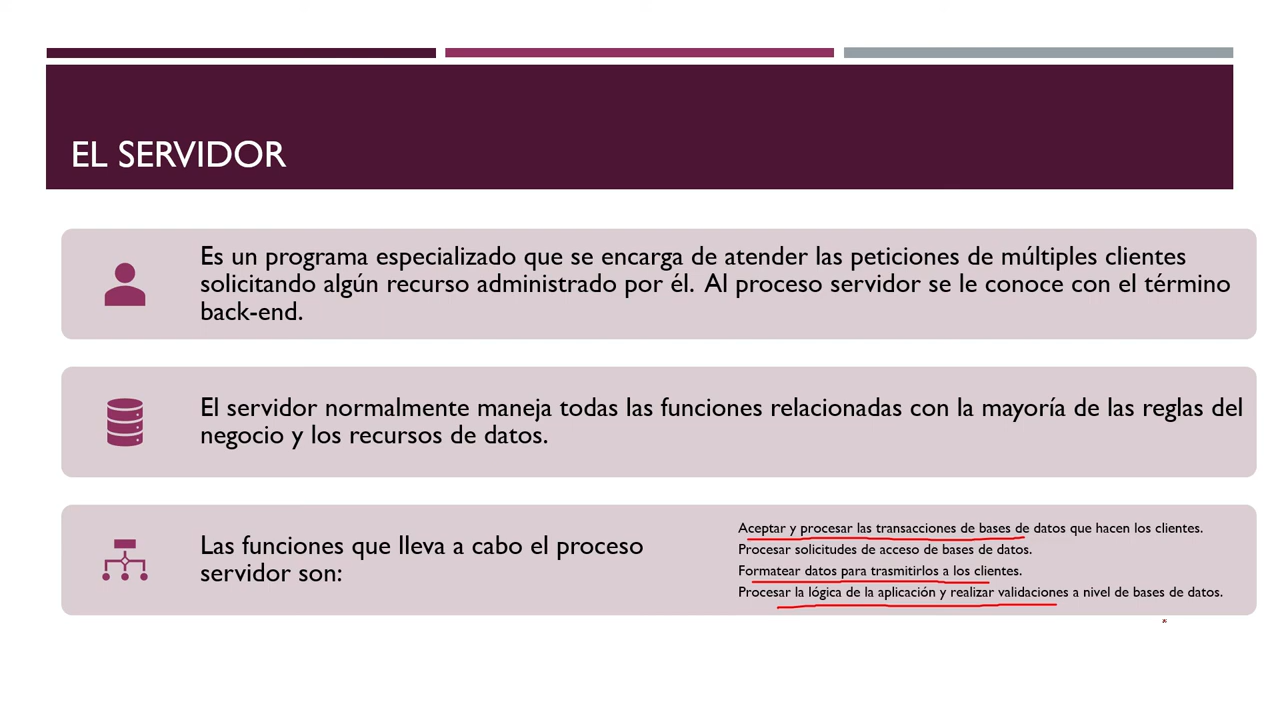 EL SERVIDOR
Es un programa especializado que se encarga de atender las peticiones de múltiples clientes
solicitando algún recurso administrado por él. Al proceso servidor se le conoce con el término
back-end.
El servidor normalmente maneja todas las funciones relacionadas con la mayoría de las reglas del
negocio y los recursos de datos.
Las funciones que lleva a cabo el proceso
servidor son:
Aceptar y procesar las transacciones de bases de datos que hacen los clientes.
Procesar solicitudes de acceso de bases de datos.
Formatear datos para trasmitirlos a los clientes.
Procesar la lógica de la aplicación y realizar validaciones a nivel de bases de datos.